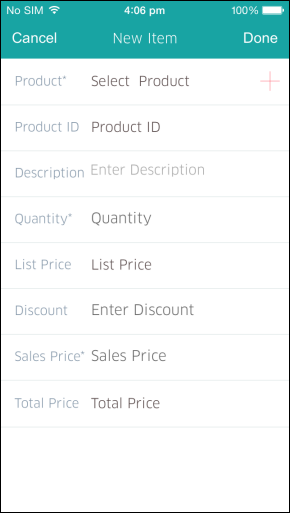 No SIM 4:06 pm 100%
Cancel New Item Done
Product* Select Product
Product ID Product ID
Description Enter Description
Quantity* Quantity
List Price List Price
Discount Enter Discount
Sales Price* Sales Price
Total Price Total Price